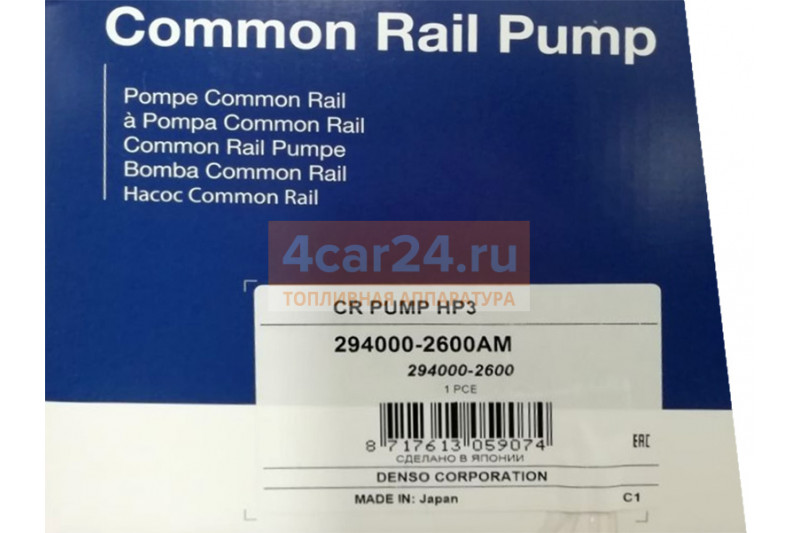 Common Rail Pump
Pompe Common Rail
à Pompa Common Rail
Common Rail Pumpe
Bomba Common Rail
Насос Common Rail
4car24.ru
ТОПЛИВНАЯ АППАРАТУРА
CR PUMP HP3
294000-2600AM
294000-2600
1 PCE
8 717613 059074
EAC
СДЕЛАНО В ЯПОНИИ
DENSO CORPORATION
MADE IN: Japan C1